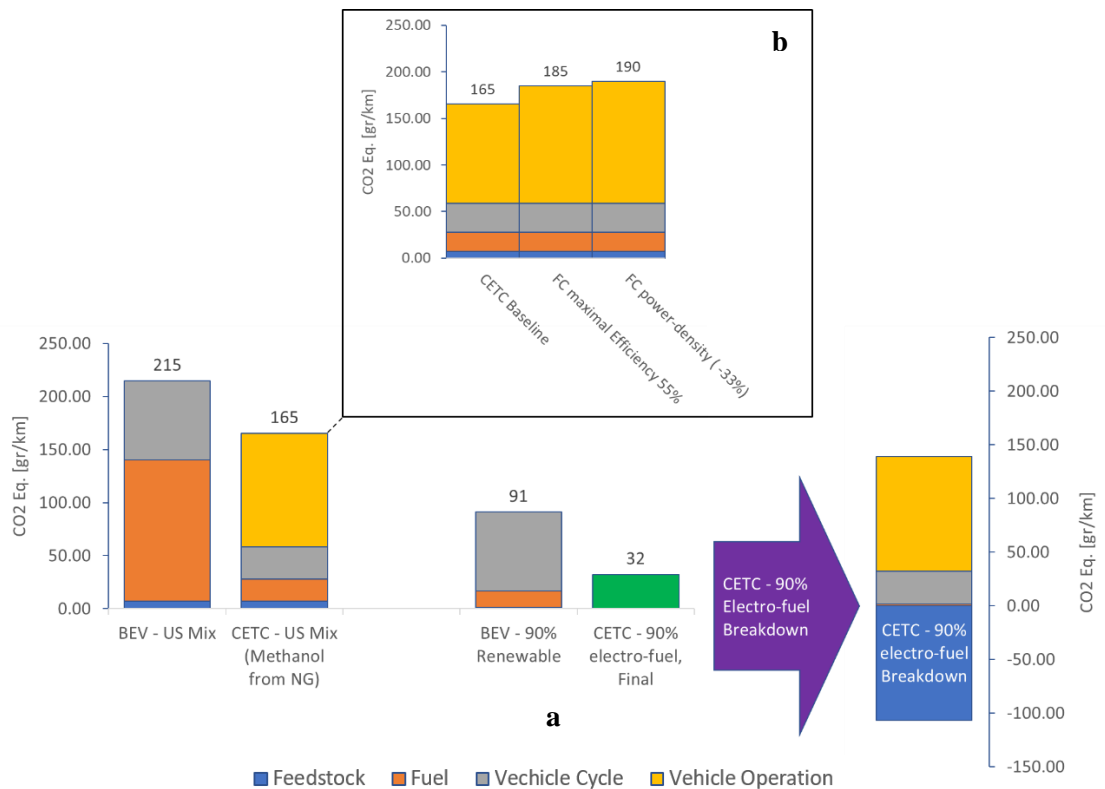 b
250.00
200.00
150.00
100.00
50.00
0.00
CO2 Eq. [gr/km]
165
185
190
CETC Baseline
FC maximal Efficiency 55%
FC power-density ( -33%)
250.00
200.00
150.00
100.00
50.00
0.00
CO2 Eq. [gr/km]
215
165
91
32
BEV - US Mix
CETC - US Mix
(Methanol
from NG)
BEV - 90%
Renewable
CETC - 90%
electro-fuel,
Final
CETC - 90%
Electro-fuel
Breakdown
CETC - 90%
electro-fuel
Breakdown
250.00
200.00
150.00
100.00
50.00
0.00
-50.00
-100.00
-150.00
CO2 Eq. [gr/km]
a
Feedstock
Fuel
Vechicle Cycle
Vehicle Operation